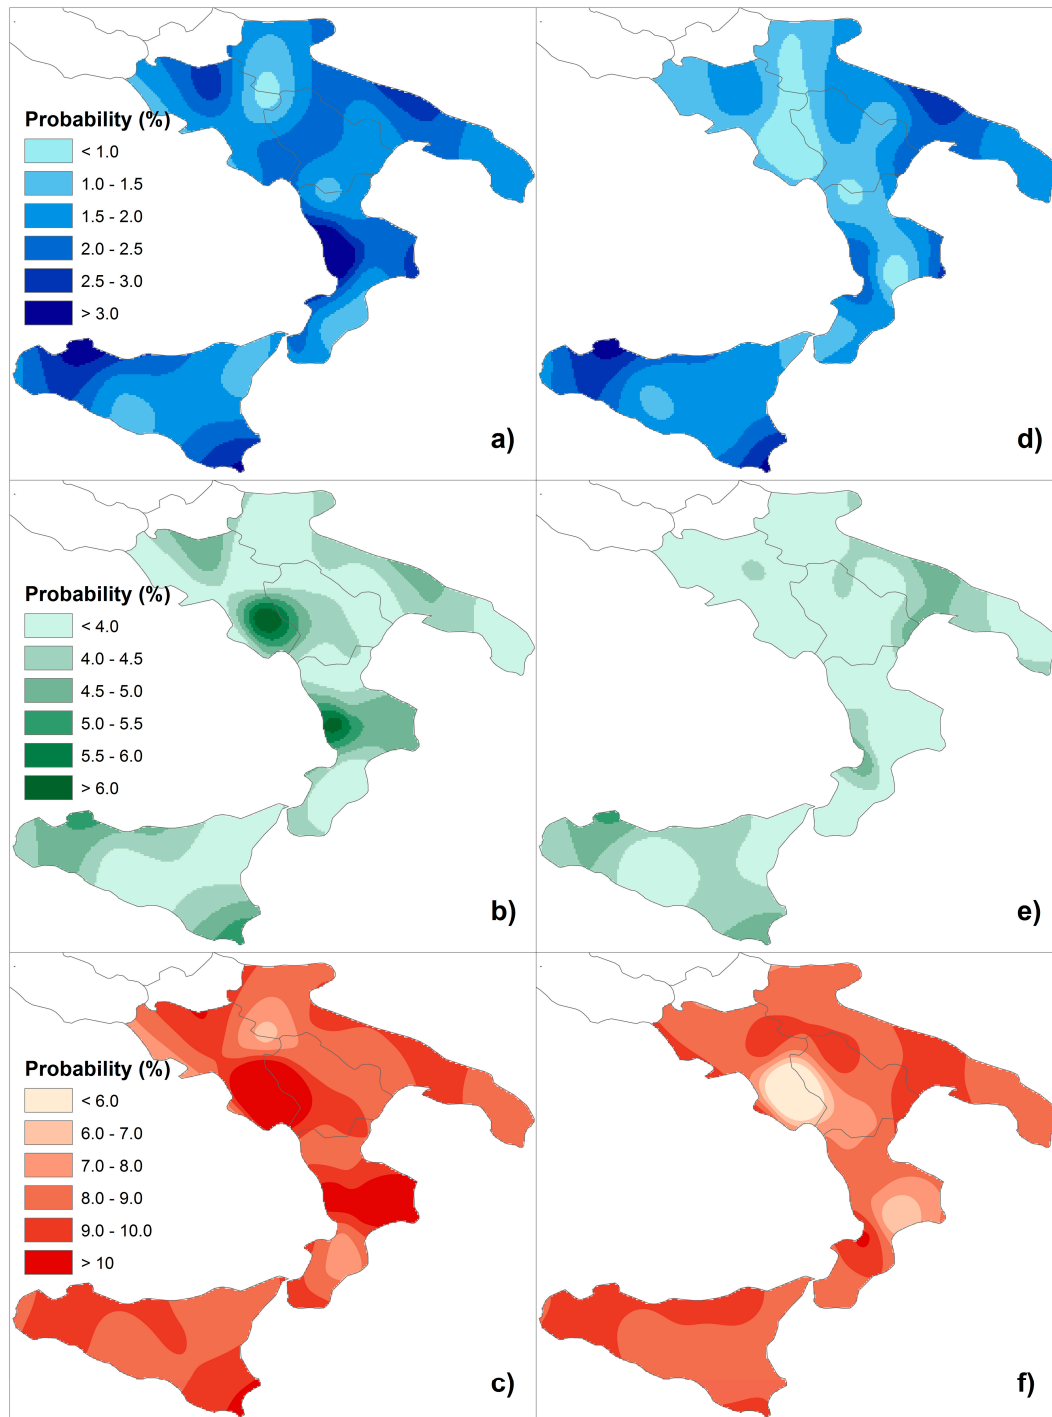 Probability (%)
< 1.0
1.0 - 1.5
1.5 - 2.0
2.0 - 2.5
2.5 - 3.0
> 3.0
a)
d)
Probability (%)
< 4.0
4.0 - 4.5
4.5 - 5.0
5.0 - 5.5
5.5 - 6.0
> 6.0
b)
e)
Probability (%)
< 6.0
6.0 - 7.0
7.0 - 8.0
8.0 - 9.0
9.0 - 10.0
> 10
c)
f)